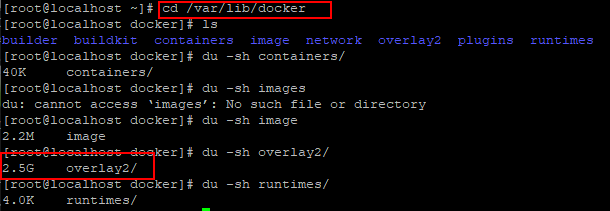 [root@localhost ~]# cd /var/lib/docker
[root@localhost docker]# ls
builder buildkit containers image network overlay2 plugins runtimes
[root@localhost docker]# du -sh containers/
40K containers/
[root@localhost docker]# du -sh images
du: cannot access ‘images’: No such file or directory
[root@localhost docker]# du -sh image
2.2M image
[root@localhost docker]# du -sh overlay2/
2.5G overlay2/
[root@localhost docker]# du -sh runtimes/
4.0K runtimes/